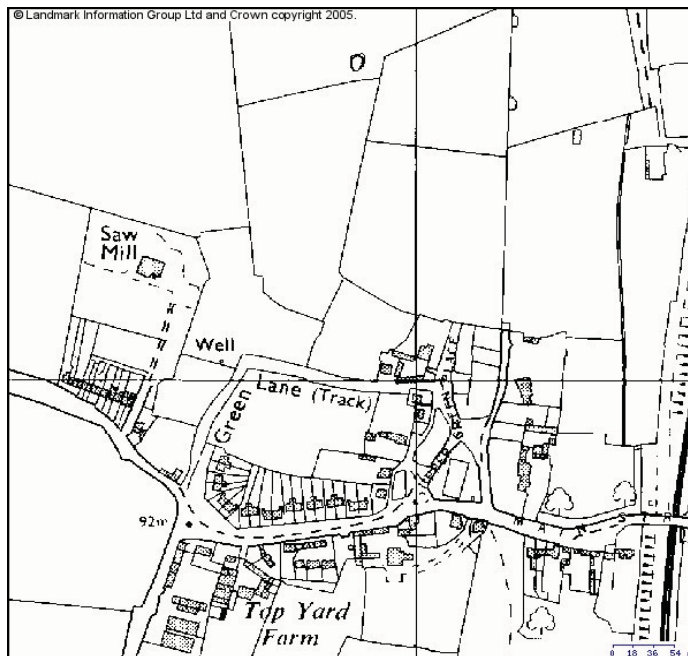 © Landmark Information Group Ltd and Crown copyright 2005.
Saw
Mill
Well
Green Lane (Track)
92m
Top Yard
Farm
0 18 36 54